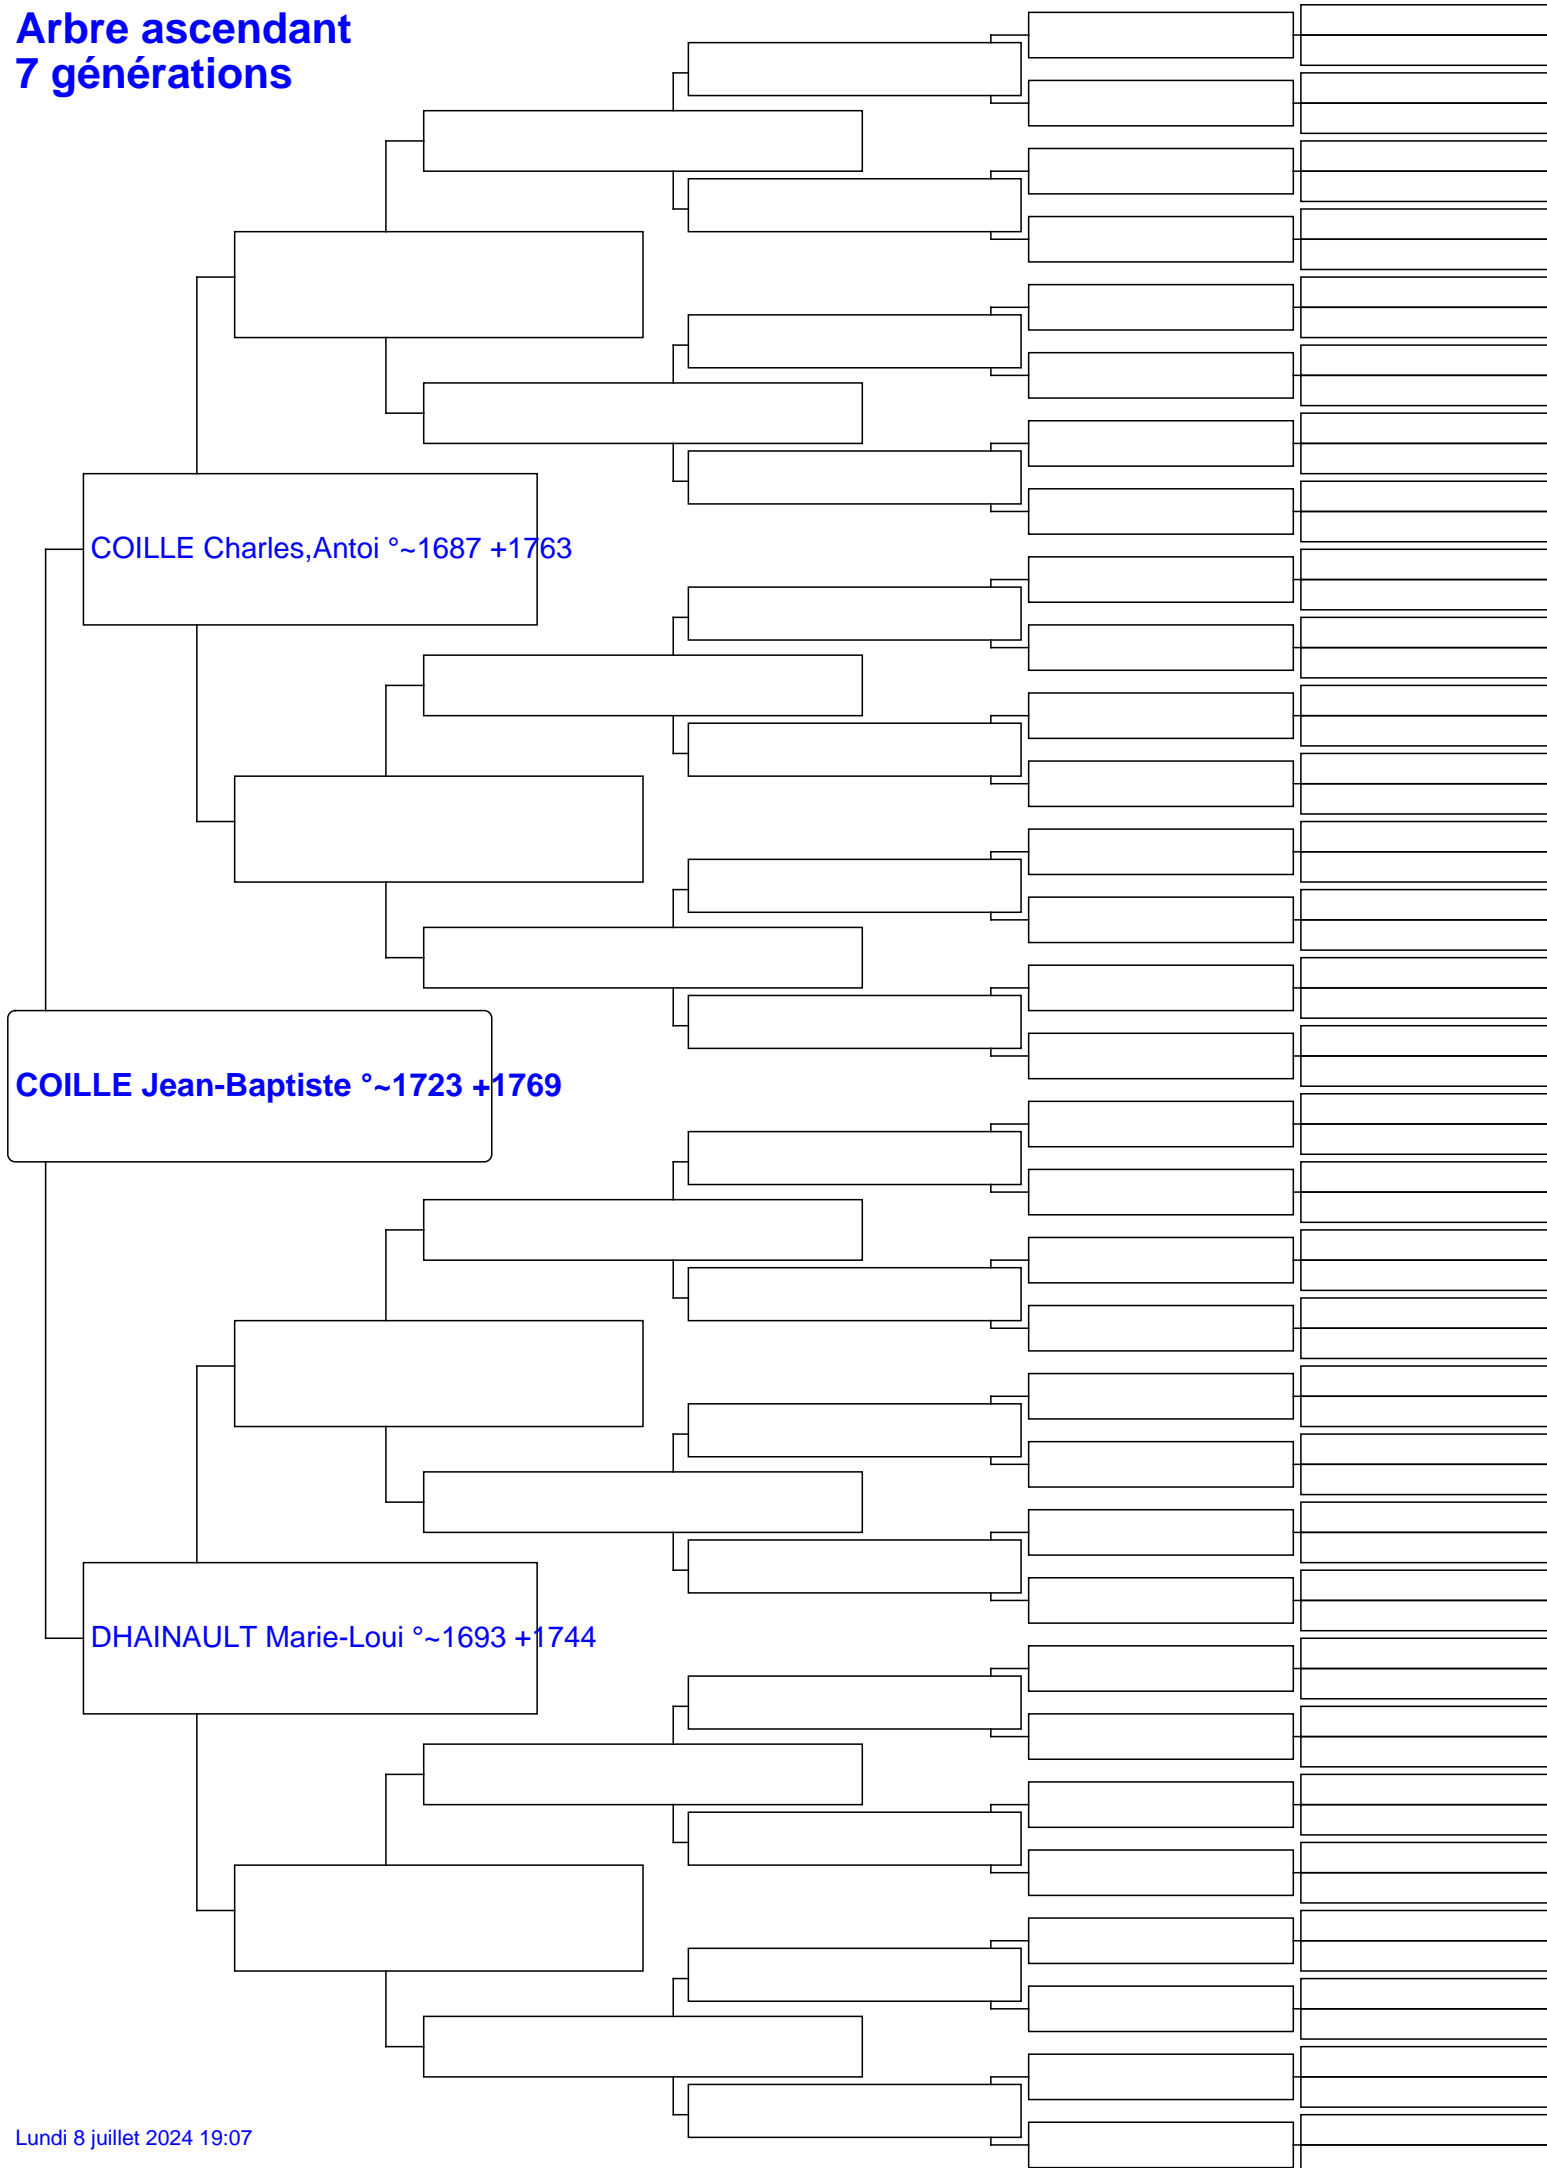 Arbre ascendant
7 générations
COILLE Charles,Antoi °~1687 +1763
COILLE Jean-Baptiste °~1723 +1769
DHAINAULT Marie-Loui °~1693 +1744
Lundi 8 juillet 2024 19:07